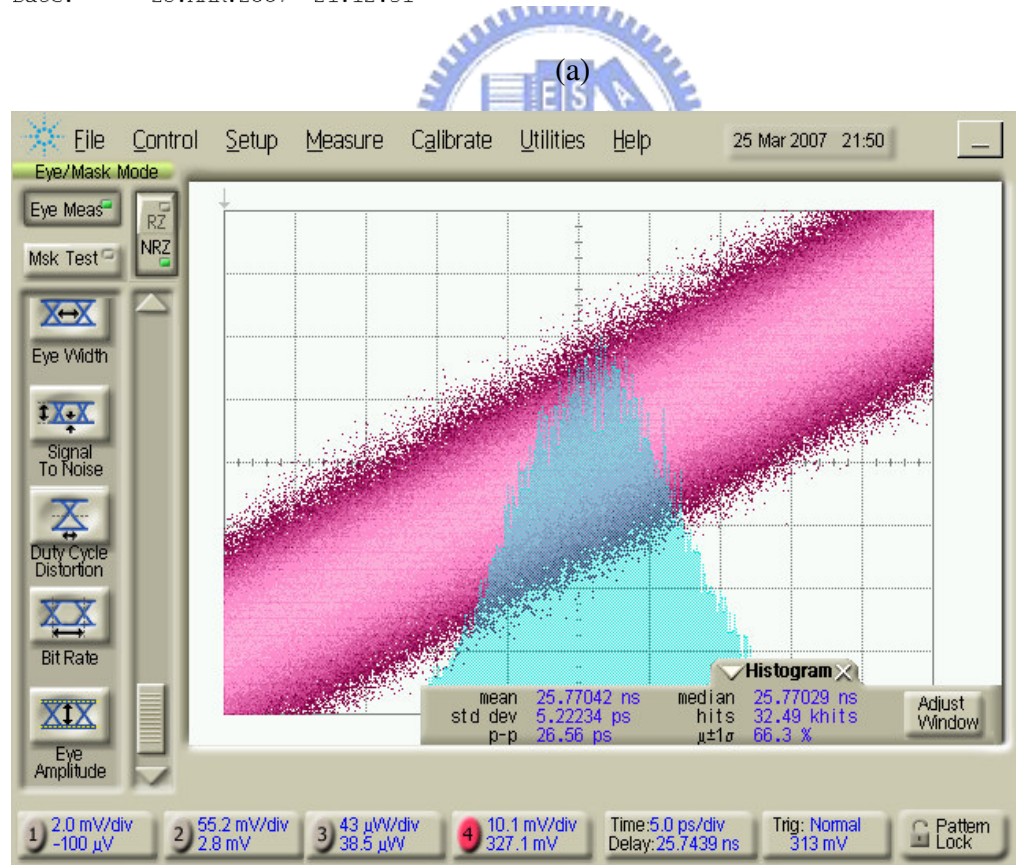 (a)
ESA
File Control Setup Measure Calibrate Utilities Help 25 Mar 2007 21:50
Eye/Mask Mode
Eye Meas
RZ
NRZ
Msk Test
Eye Width
Signal
To Noise
Duty Cycle
Distortion
Bit Rate
Eye
Amplitude
Histogram
mean 25.77042 ns median 25.77029 ns
std dev 5.22234 ps hits 32.49 khits
p-p 26.56 ps µ±1σ 66.3 %
Adjust
Window
1) 2.0 mV/div
-100 µV
2) 55.2 mV/div
2.8 mV
3) 43 µW/div
38.5 µW
4) 10.1 mV/div
327.1 mV
Time:5.0 ps/div
Delay:25.7439 ns
Trig: Normal
313 mV
Pattern
Lock